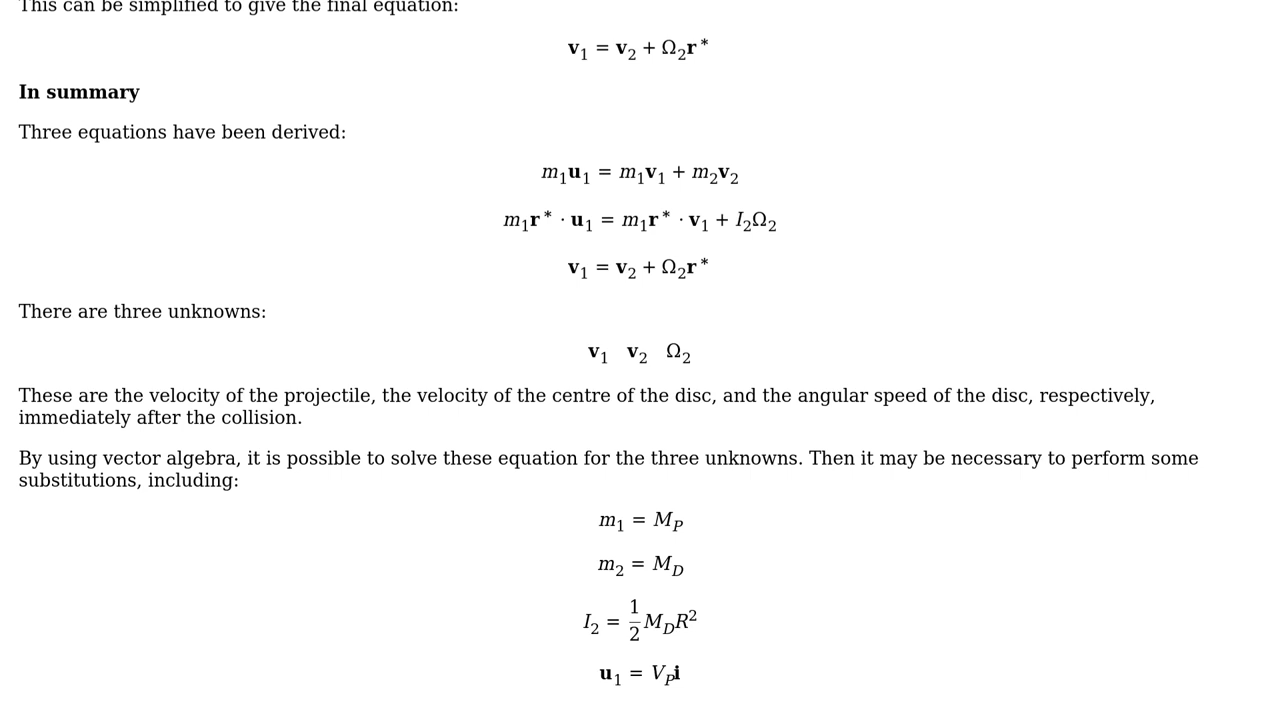 This can be simplified to give the final equation:
v₁ = v₂ + Ω₂r*
In summary
Three equations have been derived:
m₁u₁ = m₁v₁ + m₂v₂
m₁r* · u₁ = m₁r* · v₁ + I₂Ω₂
v₁ = v₂ + Ω₂r*
There are three unknowns:
v₁ v₂ Ω₂
These are the velocity of the projectile, the velocity of the centre of the disc, and the angular speed of the disc, respectively,
immediately after the collision.
By using vector algebra, it is possible to solve these equation for the three unknowns. Then it may be necessary to perform some
substitutions, including:
m₁ = M_P
m₂ = M_D
I₂ = 1/2 M_D R²
u₁ = V_P i